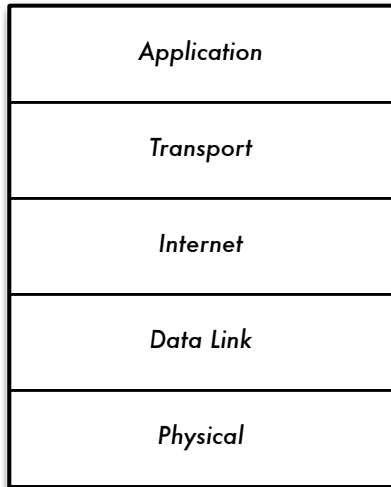 Application
Transport
Internet
Data Link
Physical